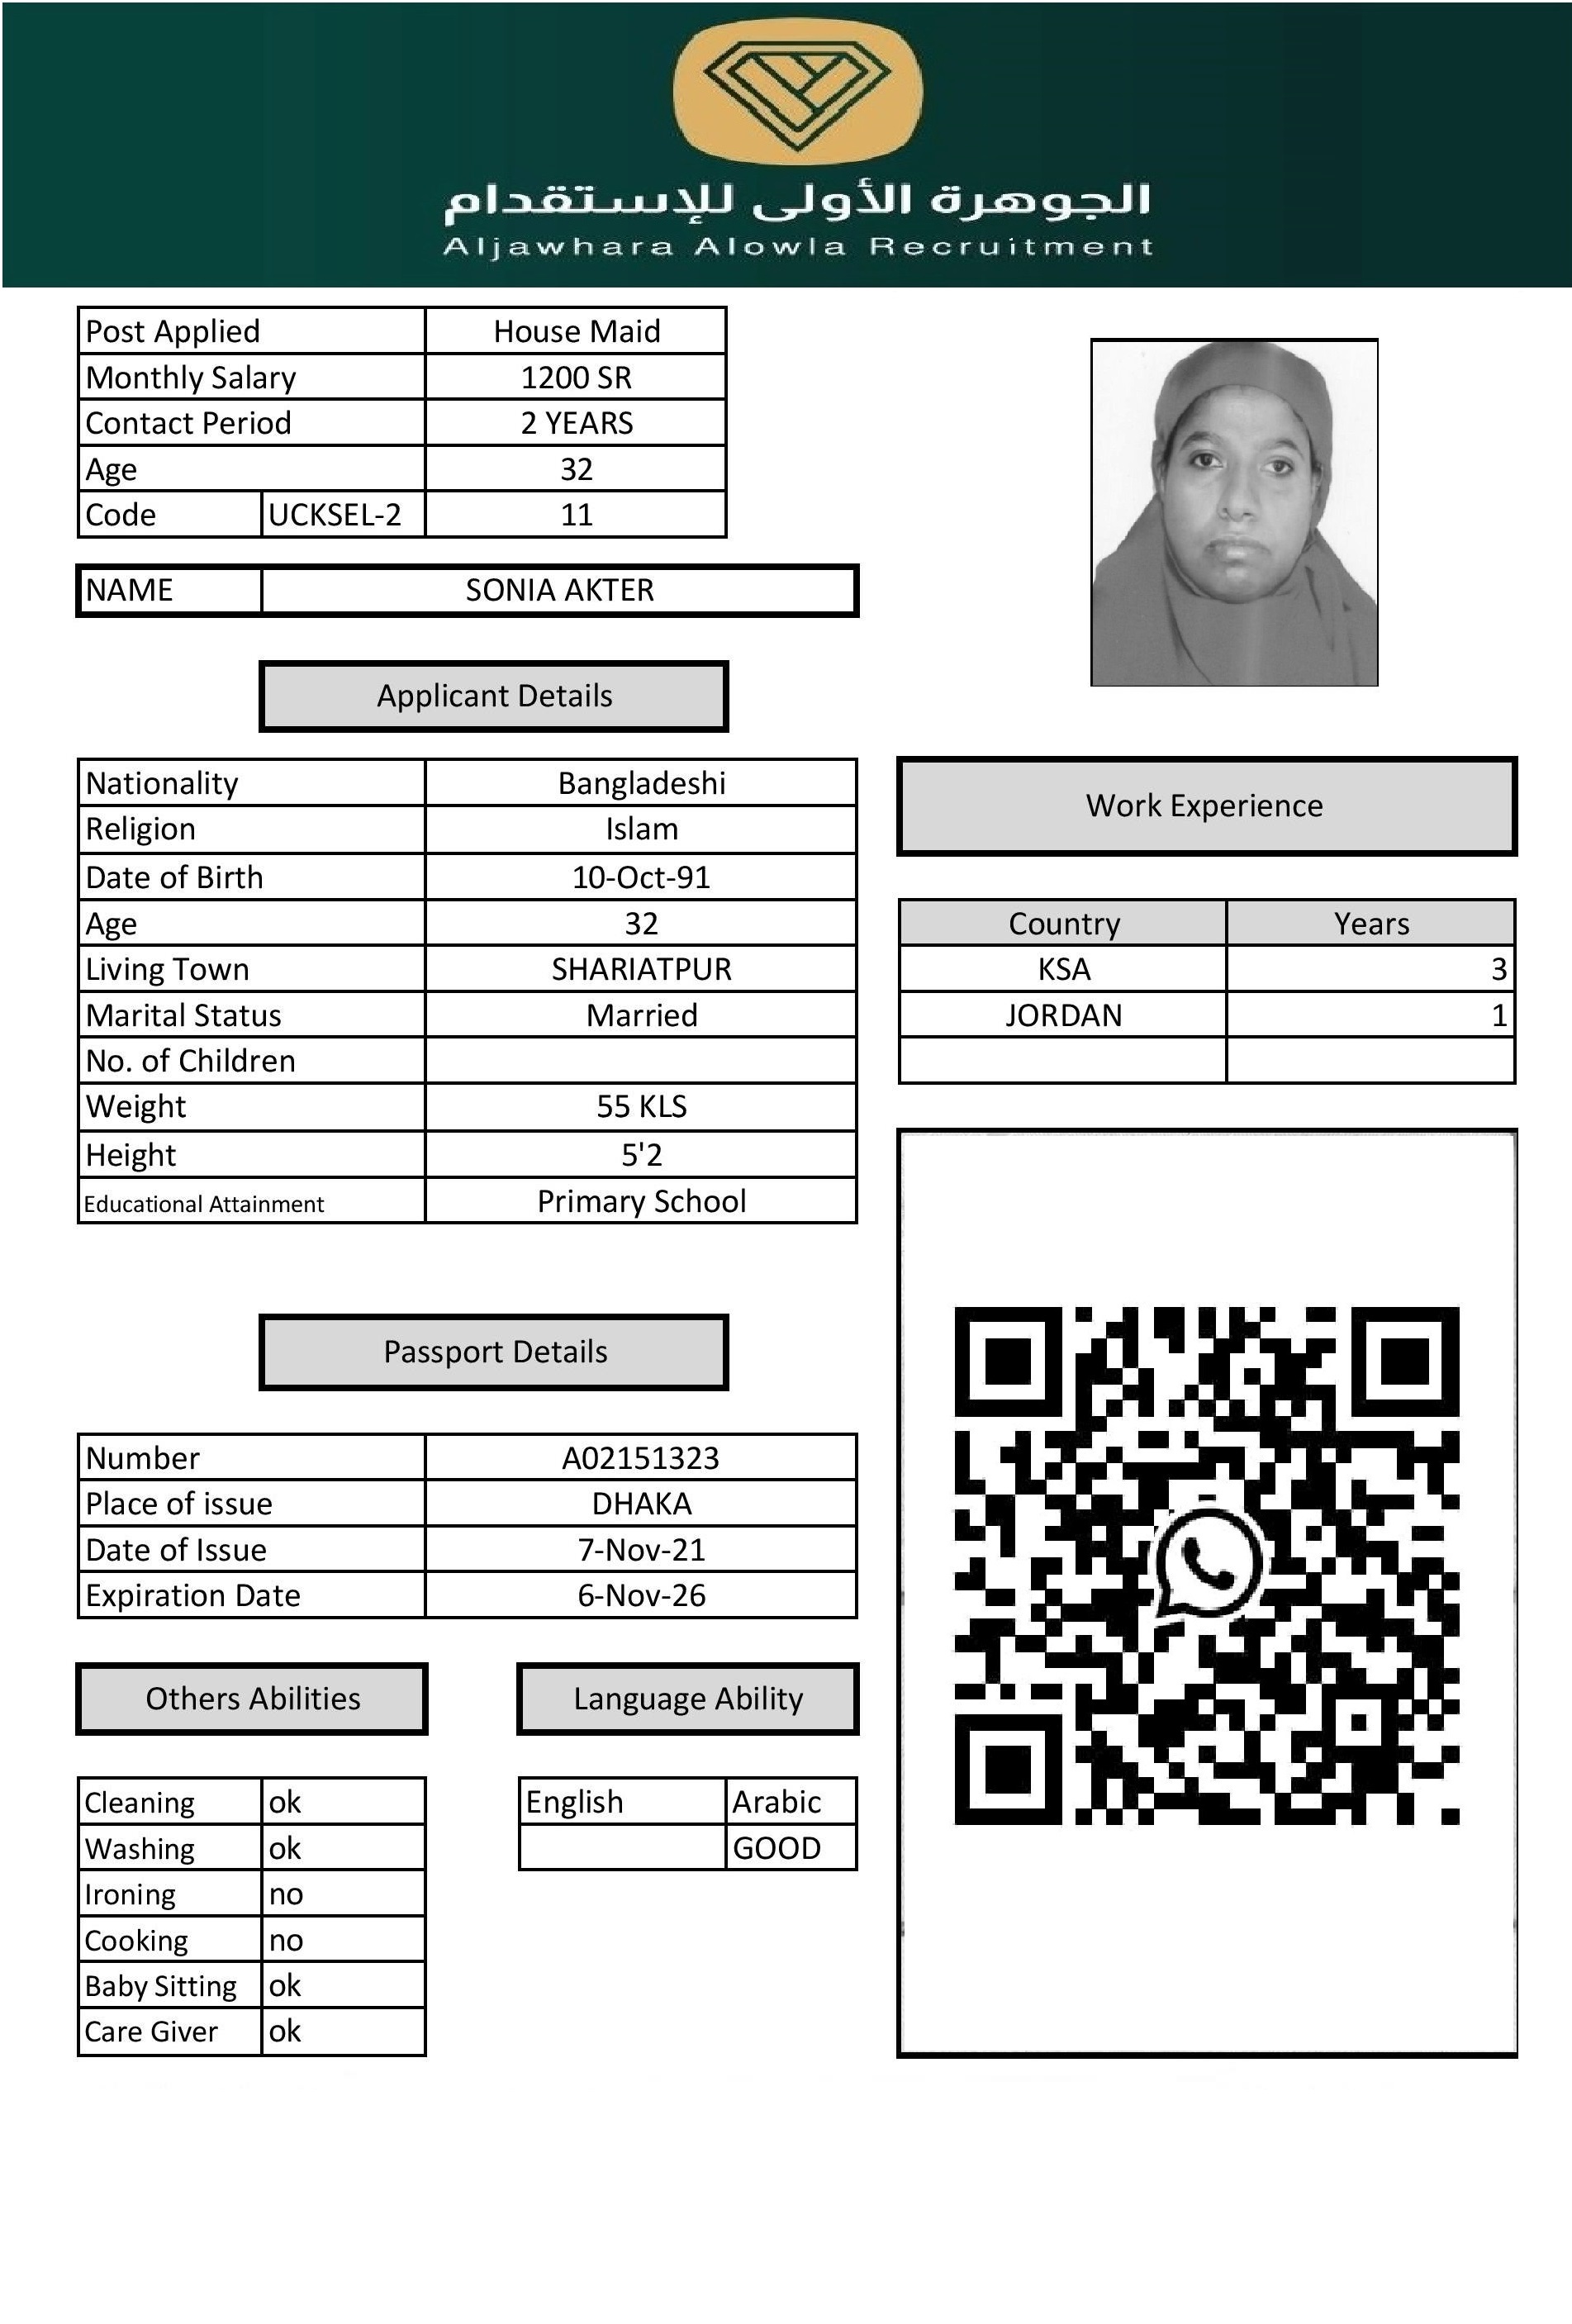 الجوهرة الأولى للإستقدام
Aljawhara Alowla Recruitment
Post Applied House Maid
Monthly Salary 1200 SR
Contact Period 2 YEARS
Age 32
Code UCKSEL-2 11
NAME SONIA AKTER
Applicant Details
Nationality Bangladeshi
Religion Islam
Date of Birth 10-Oct-91
Age 32
Living Town SHARIATPUR
Marital Status Married
No. of Children
Weight 55 KLS
Height 5'2
Educational Attainment Primary School
Work Experience
Country Years
KSA 3
JORDAN 1
Passport Details
Number A02151323
Place of issue DHAKA
Date of Issue 7-Nov-21
Expiration Date 6-Nov-26
Others Abilities
Cleaning ok
Washing ok
Ironing no
Cooking no
Baby Sitting ok
Care Giver ok
Language Ability
English Arabic
GOOD